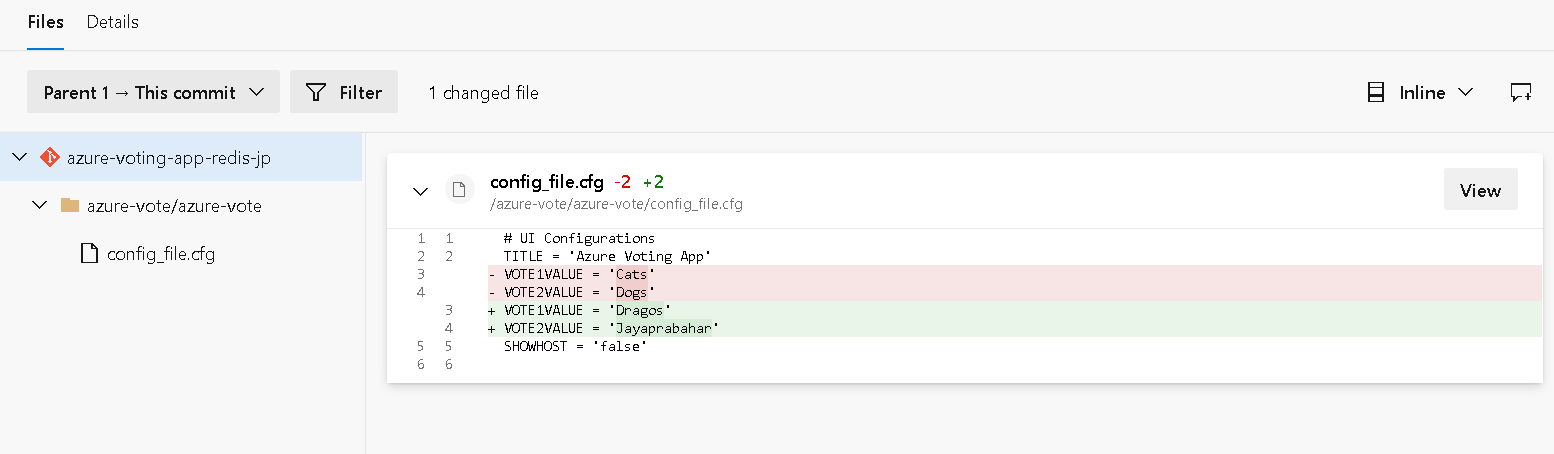 Files Details
Parent 1 → This commit Filter 1 changed file Inline
azure-voting-app-redis-jp
azure-vote/azure-vote
config_file.cfg
config_file.cfg -2 +2 View
/azure-vote/azure-vote/config_file.cfg
1 1 # UI Configurations
2 2 TITLE = 'Azure Voting App'
3 - VOTE1VALUE = 'Cats'
4 - VOTE2VALUE = 'Dogs'
3 + VOTE1VALUE = 'Dragos'
4 + VOTE2VALUE = 'Jayaprabahar'
5 5 SHOWHOST = 'false'
6 6